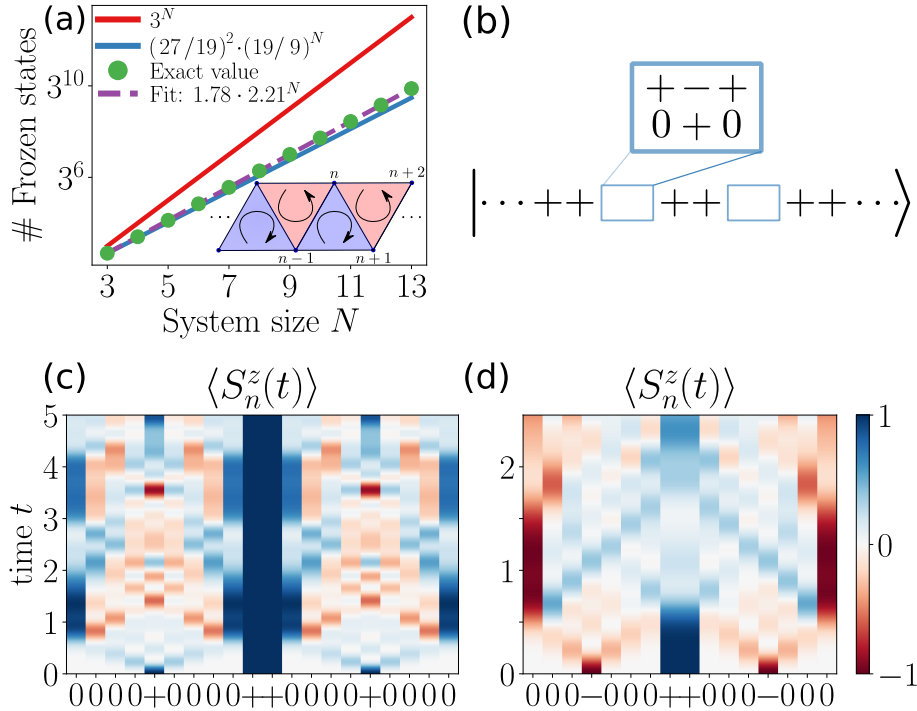 (a)
3^N
(27/19)^2·(19/9)^N
Exact value
Fit: 1.78 · 2.21^N
# Frozen states
3^10
3^6
n
n + 2
· · ·
· · ·
n − 1
n + 1
3 5 7 9 11 13
System size N
(b)
+ − +
0 + 0
| · · · + + + + + + · · · ⟩
(c)
⟨S_n^z(t)⟩
time t
5
4
3
2
1
0
0000+0000++0000+0000
(d)
⟨S_n^z(t)⟩
2
1
0
000−000++000−000
1
0
−1